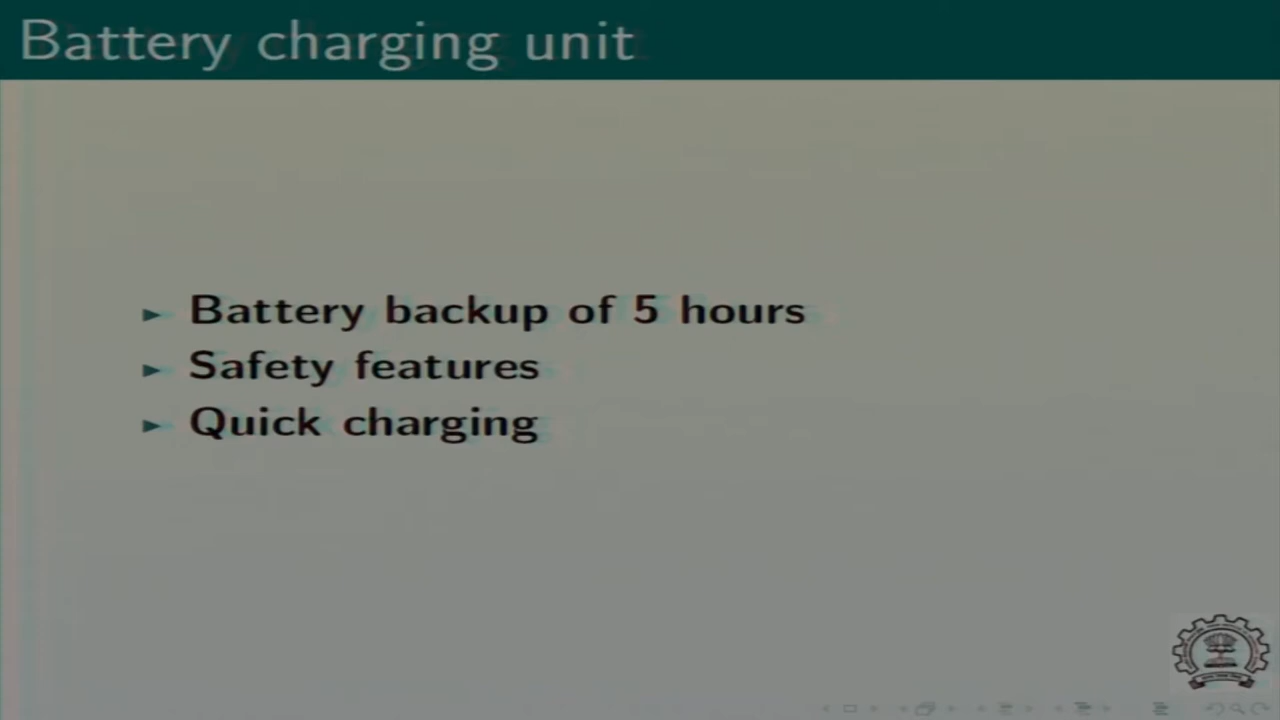 Battery charging unit
Battery backup of 5 hours
Safety features
Quick charging